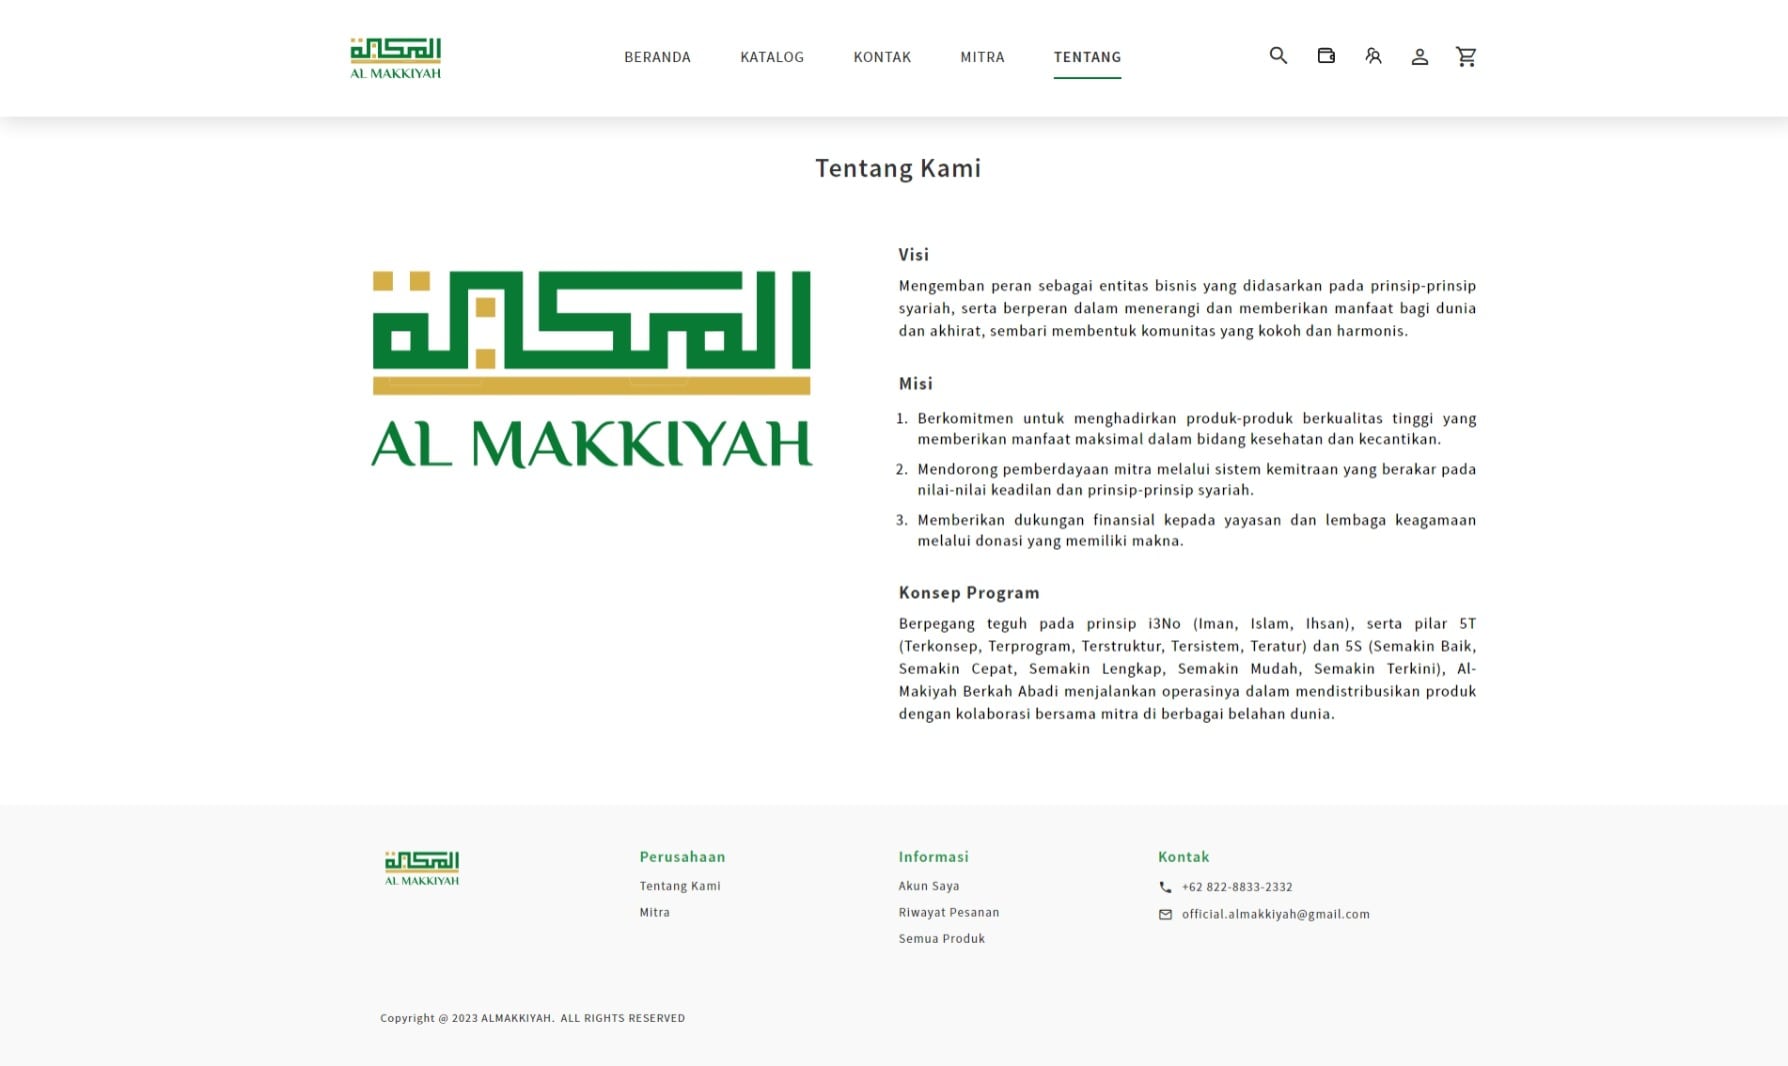 المكية
AL MAKKIYAH
BERANDA
KATALOG
KONTAK
MITRA
TENTANG
Tentang Kami
المكية
AL MAKKIYAH
Visi
Mengemban peran sebagai entitas bisnis yang didasarkan pada prinsip-prinsip
syariah, serta berperan dalam menerangi dan memberikan manfaat bagi dunia
dan akhirat, sembari membentuk komunitas yang kokoh dan harmonis.
Misi
1. Berkomitmen untuk menghadirkan produk-produk berkualitas tinggi yang
memberikan manfaat maksimal dalam bidang kesehatan dan kecantikan.
2. Mendorong pemberdayaan mitra melalui sistem kemitraan yang berakar pada
nilai-nilai keadilan dan prinsip-prinsip syariah.
3. Memberikan dukungan finansial kepada yayasan dan lembaga keagamaan
melalui donasi yang memiliki makna.
Konsep Program
Berpegang teguh pada prinsip i3No (Iman, Islam, Ihsan), serta pilar 5T
(Terkonsep, Terprogram, Terstruktur, Tersistem, Teratur) dan 5S (Semakin Baik,
Semakin Cepat, Semakin Lengkap, Semakin Mudah, Semakin Terkini), Al-
Makiyah Berkah Abadi menjalankan operasinya dalam mendistribusikan produk
dengan kolaborasi bersama mitra di berbagai belahan dunia.
المكية
AL MAKKIYAH
Perusahaan
Tentang Kami
Mitra
Informasi
Akun Saya
Riwayat Pesanan
Semua Produk
Kontak
+62 822-8833-2332
official.almakkiyah@gmail.com
Copyright @ 2023 ALMAKKIYAH. ALL RIGHTS RESERVED